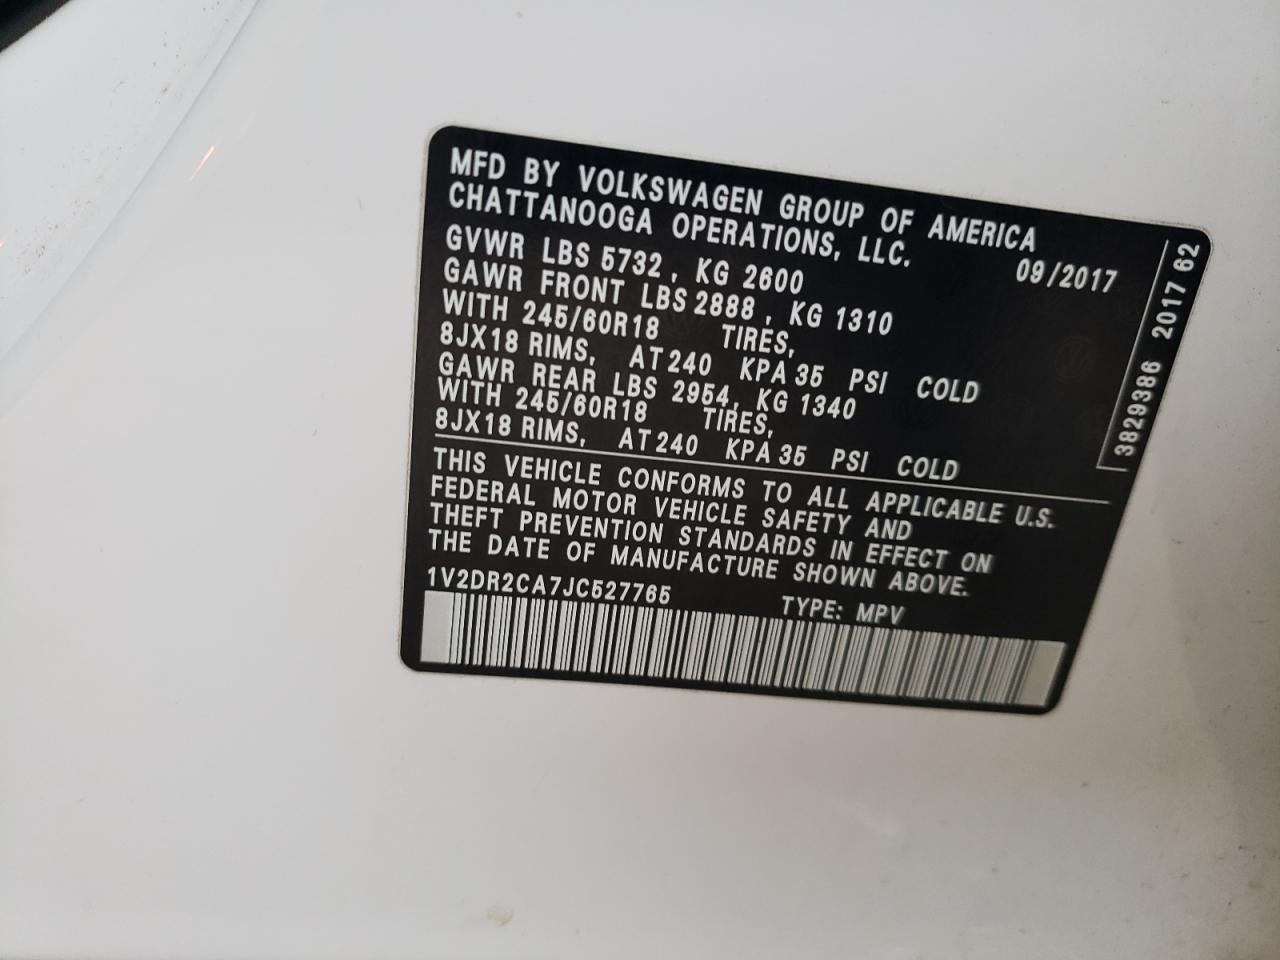 MFD BY VOLKSWAGEN GROUP OF AMERICA
CHATTANOOGA OPERATIONS, LLC.
09/2017
GVWR LBS 5732, KG 2600
GAWR FRONT LBS 2888, KG 1310
WITH 245/60R18 TIRES,
8JX18 RIMS, AT 240 KPA 35 PSI COLD
GAWR REAR LBS 2954, KG 1340
WITH 245/60R18 TIRES,
8JX18 RIMS, AT 240 KPA 35 PSI COLD
THIS VEHICLE CONFORMS TO ALL APPLICABLE U.S.
FEDERAL MOTOR VEHICLE SAFETY AND
THEFT PREVENTION STANDARDS IN EFFECT ON
THE DATE OF MANUFACTURE SHOWN ABOVE.
1V2DR2CA7JC527765 TYPE: MPV
3829386 2017 62